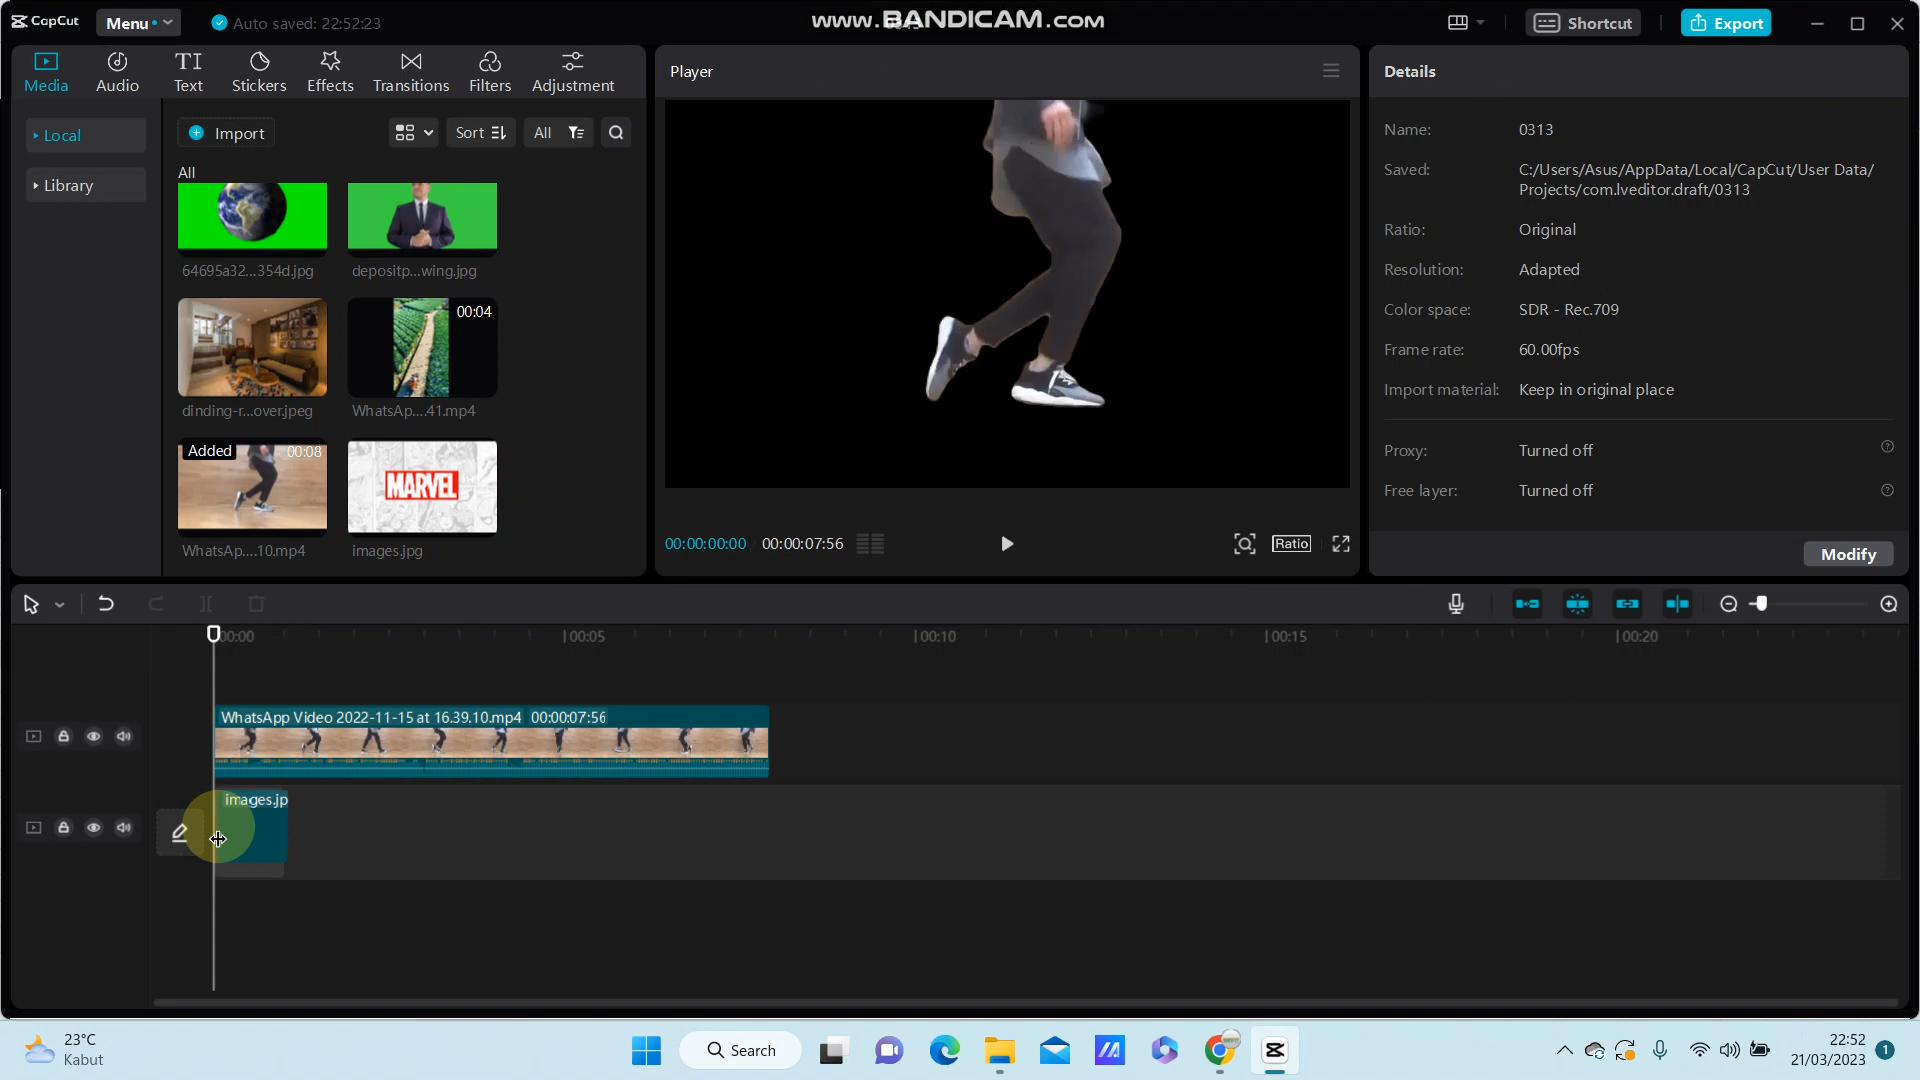 CapCut
Menu
Auto saved: 22:52:23
www.BANDICAM.com
Shortcut
Export
Media
Audio
Text
Stickers
Effects
Transitions
Filters
Adjustment
Local
Library
Import
Sort
All
All
64695a32...354d.jpg
depositp...wing.jpg
00:04
dinding-r...over.jpeg
WhatsAp....41.mp4
Added
00:08
MARVEL
WhatsAp....10.mp4
images.jpg
Player
00:00:00:00
00:00:07:56
Ratio
Details
Name: 0313
Saved: C:/Users/Asus/AppData/Local/CapCut/User Data/
Projects/com.lveditor.draft/0313
Ratio: Original
Resolution: Adapted
Color space: SDR - Rec.709
Frame rate: 60.00fps
Import material: Keep in original place
Proxy: Turned off
Free layer: Turned off
Modify
00:00
00:05
00:10
00:15
00:20
WhatsApp Video 2022-11-15 at 16.39.10.mp4 00:00:07:56
images.jp
23°C
Kabut
Search
22:52
21/03/2023
1